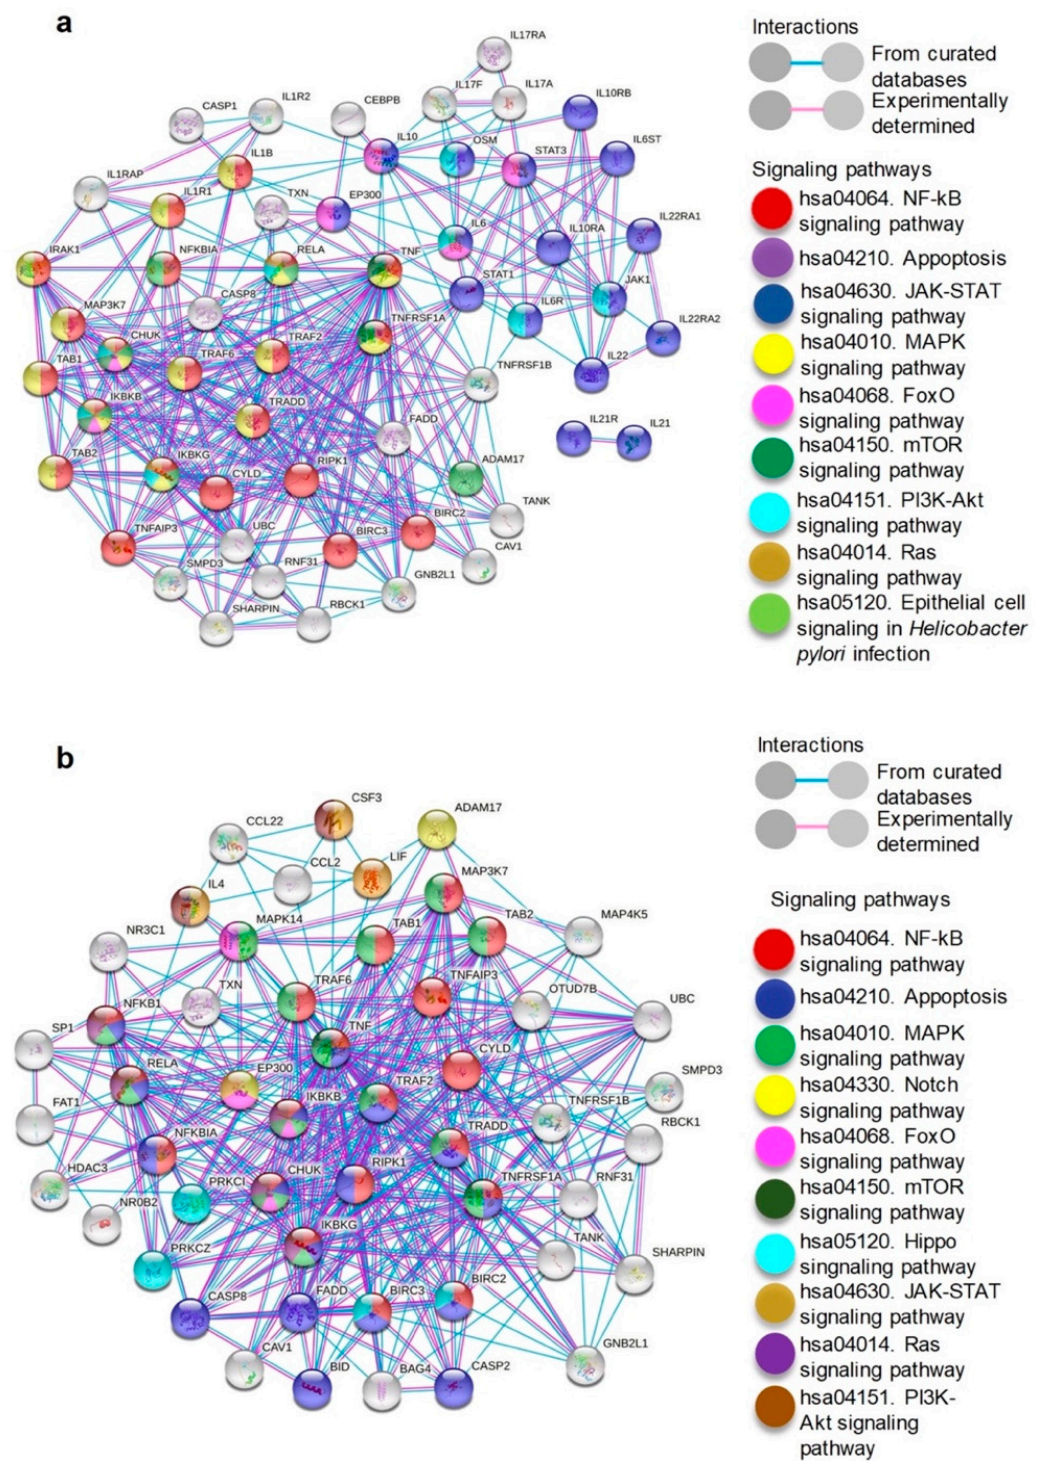 a
IL17RA
IL17F
IL17A
CASP1
IL1R2
CEBPB
IL10RB
IL10
OSM
STAT3
IL6ST
IL1B
IL1RAP
IL1R1
TXN
EP300
IL6
IL10RA
IL22RA1
IRAK1
NFKBIA
RELA
TNF
STAT1
JAK1
MAP3K7
CASP8
TNFRSF1A
IL6R
IL22RA2
CHUK
TRAF2
TAB1
TRAF6
TNFRSF1B
IL22
IKBKB
TRADD
FADD
IL21R
IL21
TAB2
IKBKG
CYLD
RIPK1
ADAM17
TANK
TNFAIP3
UBC
BIRC3
BIRC2
CAV1
SMPD3
RNF31
GNB2L1
SHARPIN
RBCK1
Interactions
From curated
databases
Experimentally
determined
Signaling pathways
hsa04064. NF-kB
signaling pathway
hsa04210. Appoptosis
hsa04630. JAK-STAT
signaling pathway
hsa04010. MAPK
signaling pathway
hsa04068. FoxO
signaling pathway
hsa04150. mTOR
signaling pathway
hsa04151. PI3K-Akt
signaling pathway
hsa04014. Ras
signaling pathway
hsa05120. Epithelial cell
signaling in Helicobacter
pylori infection
b
CSF3
ADAM17
CCL22
CCL2
LIF
MAP3K7
IL4
MAPK14
TAB1
TAB2
MAP4K5
NR3C1
TRAF6
TNFAIP3
OTUD7B
UBC
NFKB1
TXN
TNF
SP1
CYLD
RELA
EP300
IKBKB
TRAF2
SMPD3
TNFRSF1B
FAT1
NFKBIA
TRADD
RBCK1
HDAC3
PRKCI
CHUK
RIPK1
TNFRSF1A
RNF31
NR0B2
IKBKG
TANK
PRKCZ
SHARPIN
CASP8
FADD
BIRC3
BIRC2
CAV1
BID
BAG4
CASP2
GNB2L1
Interactions
From curated
databases
Experimentally
determined
Signaling pathways
hsa04064. NF-kB
signaling pathway
hsa04210. Appoptosis
hsa04010. MAPK
signaling pathway
hsa04330. Notch
signaling pathway
hsa04068. FoxO
signaling pathway
hsa04150. mTOR
signaling pathway
hsa05120. Hippo
singnaling pathway
hsa04630. JAK-STAT
signaling pathway
hsa04014. Ras
signaling pathway
hsa04151. PI3K-
Akt signaling
pathway